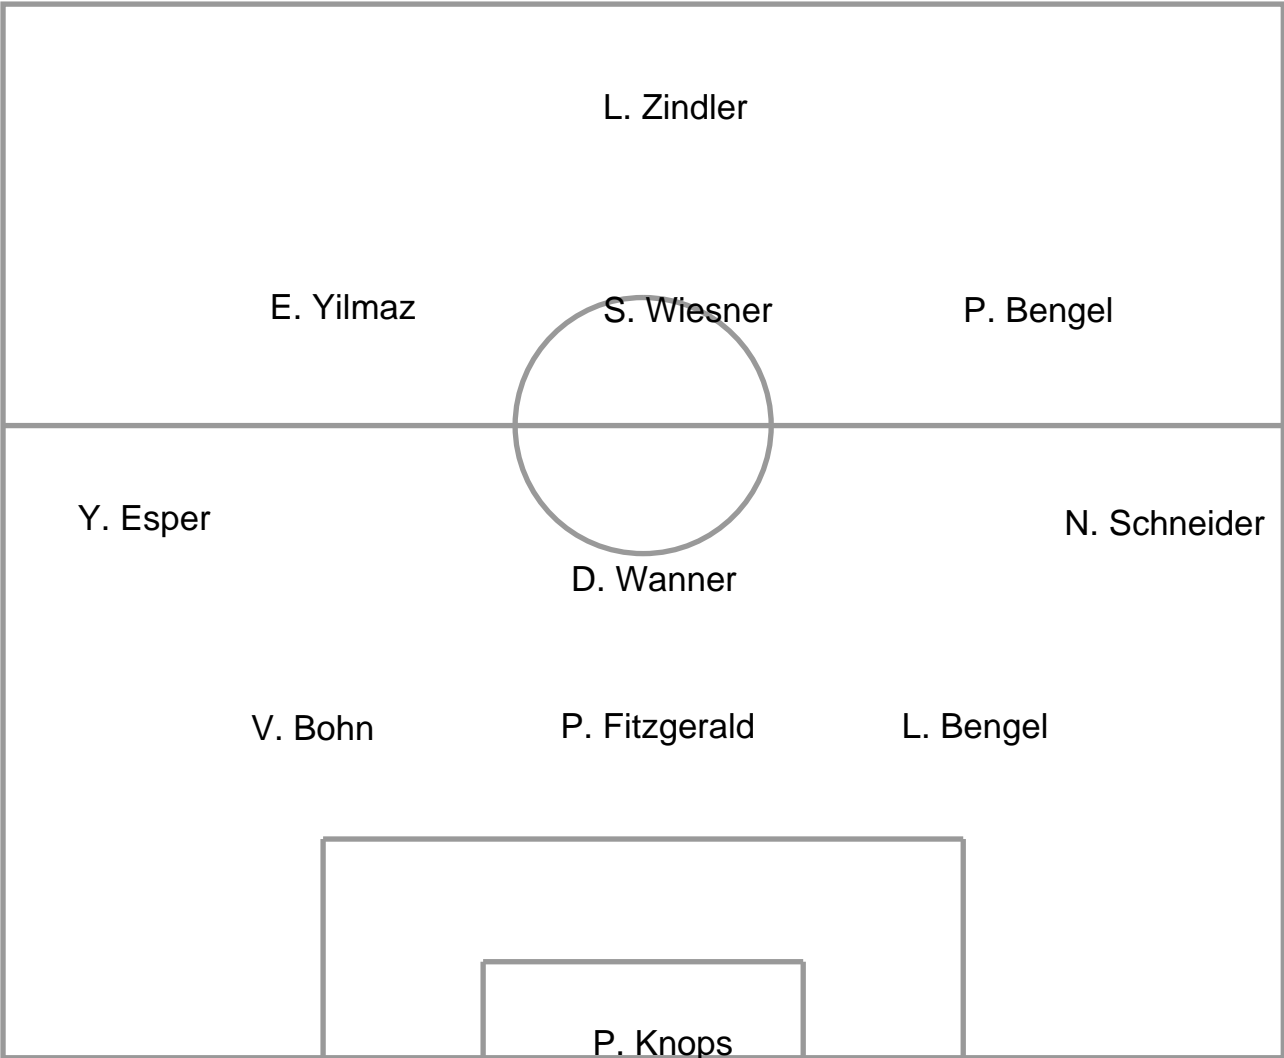 L. Zindler
E. Yilmaz
S. Wiesner
P. Bengel
Y. Esper
N. Schneider
D. Wanner
V. Bohn
P. Fitzgerald
L. Bengel
P. Knops